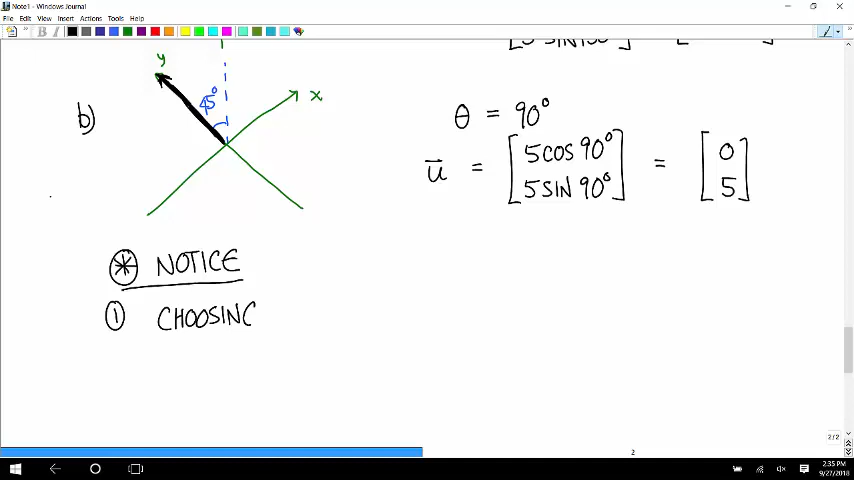 Note1 - Windows Journal
File Edit View Insert Actions Tools Help
B I
y
45°
x
b)
θ = 90°
u = [5cos 90° 5sin 90°] = [0 5]
* NOTICE
① CHOOSINC
2/2
2
2:35 PM
9/27/2018